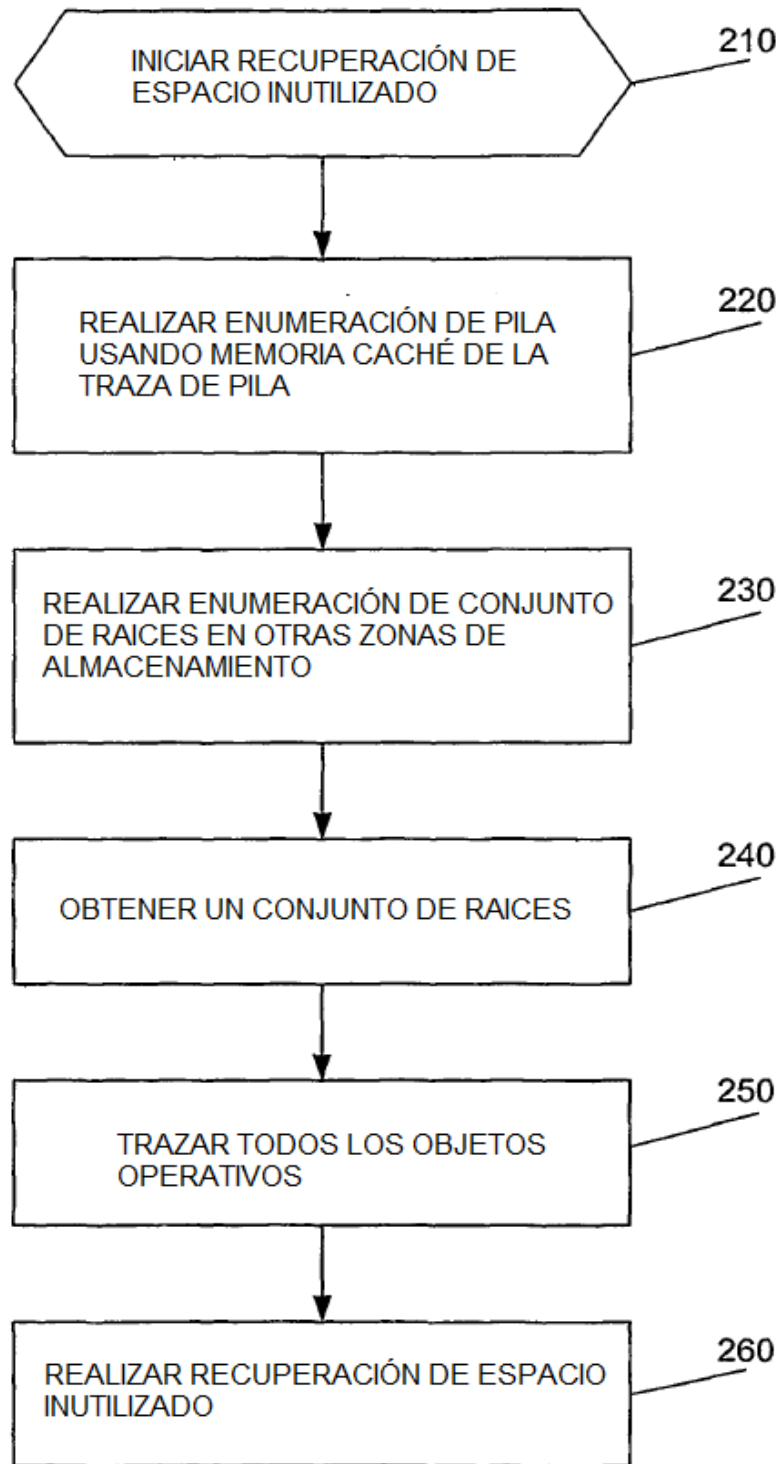 INICIAR RECUPERACIÓN DE
ESPACIO INUTILIZADO
210
REALIZAR ENUMERACIÓN DE PILA
USANDO MEMORIA CACHÉ DE LA
TRAZA DE PILA
220
REALIZAR ENUMERACIÓN DE CONJUNTO
DE RAICES EN OTRAS ZONAS DE
ALMACENAMIENTO
230
OBTENER UN CONJUNTO DE RAICES
240
TRAZAR TODOS LOS OBJETOS
OPERATIVOS
250
REALIZAR RECUPERACIÓN DE ESPACIO
INUTILIZADO
260